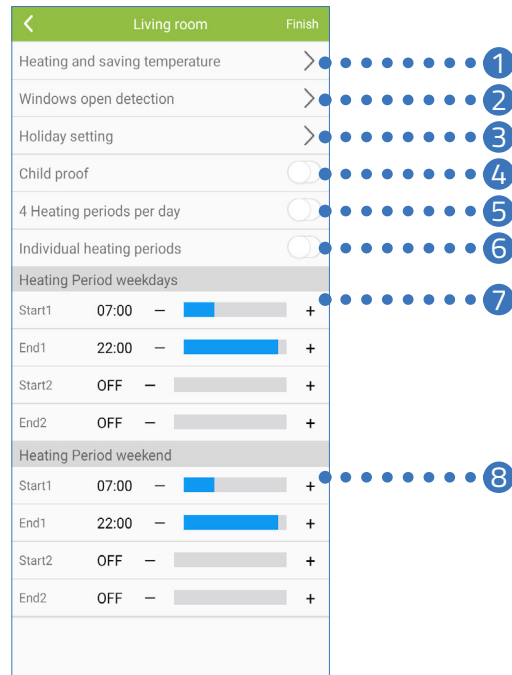 Living room Finish
Heating and saving temperature 1
Windows open detection 2
Holiday setting 3
Child proof 4
4 Heating periods per day 5
Individual heating periods 6
Heating Period weekdays
Start1 07:00 − + 7
End1 22:00 − +
Start2 OFF − +
End2 OFF − +
Heating Period weekend
Start1 07:00 − + 8
End1 22:00 − +
Start2 OFF − +
End2 OFF − +